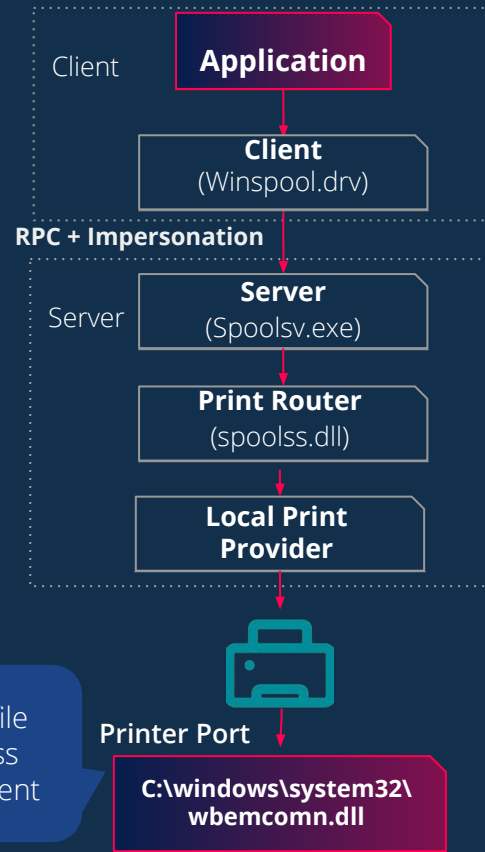 Client
Application
Client
(Winspool.drv)
RPC + Impersonation
Server
Server
(Spoolsv.exe)
Print Router
(spoolss.dll)
Local Print
Provider
Printer Port
C:\windows\system32\
wbemcomn.dll